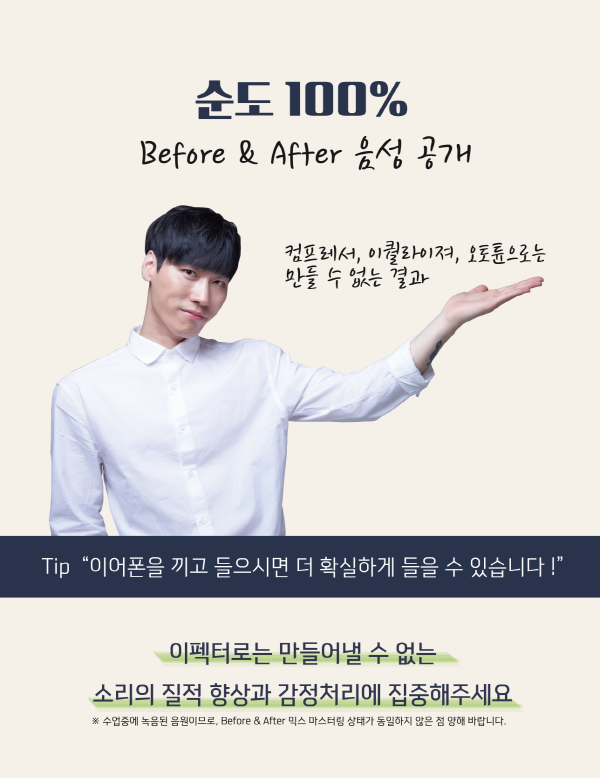 순도 100%
Before & After 음성 공개
컴프레서, 이퀄라이져, 오토튠으로는
만들 수 없는 결과
Tip “이어폰을 끼고 들으시면 더 확실하게 들을 수 있습니다!”
이펙터로는 만들어낼 수 없는
소리의 질적 향상과 감정처리에 집중해주세요
※ 수업중에 녹음된 음원이므로, Before & After 믹스 마스터링 상태가 동일하지 않은 점 양해 바랍니다.